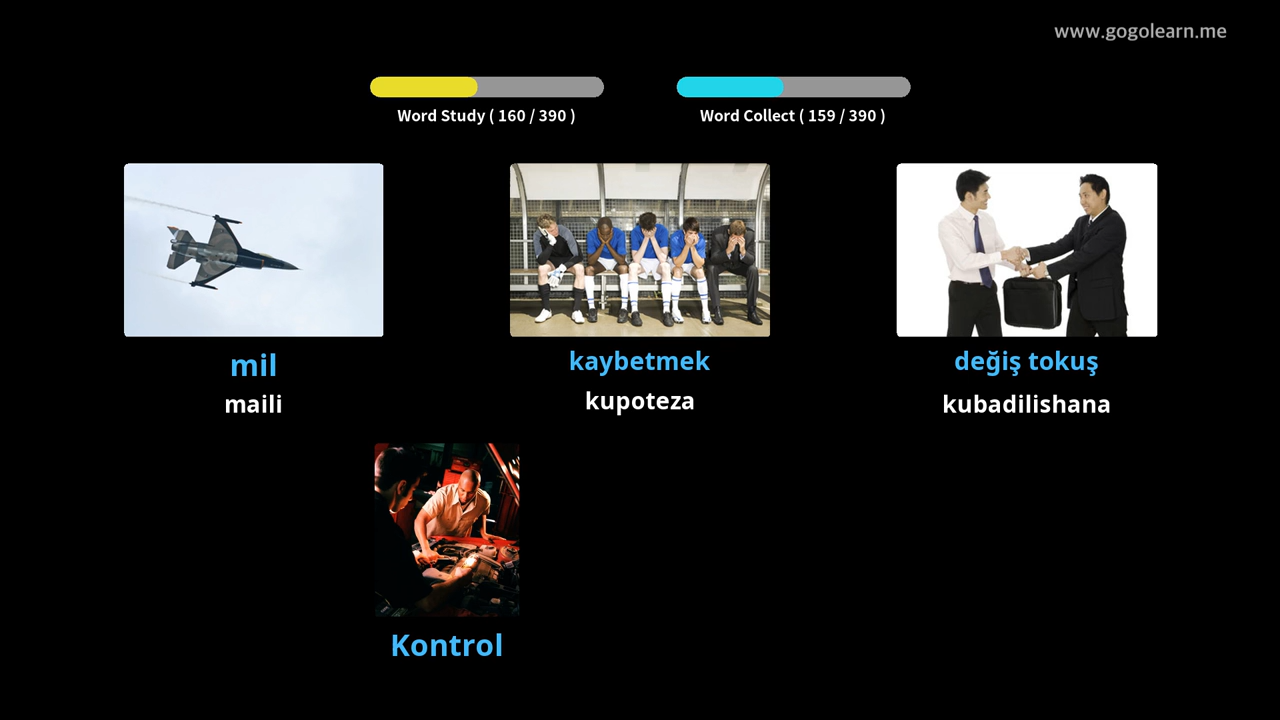 www.gogolearn.me
Word Study ( 160 / 390 )
Word Collect ( 159 / 390 )
mil
maili
kaybetmek
kupoteza
değiş tokuş
kubadilishana
Kontrol